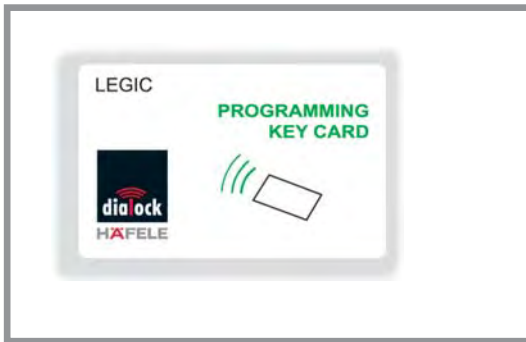 LEGIC
PROGRAMMING
KEY CARD
dialock
HÄFELE